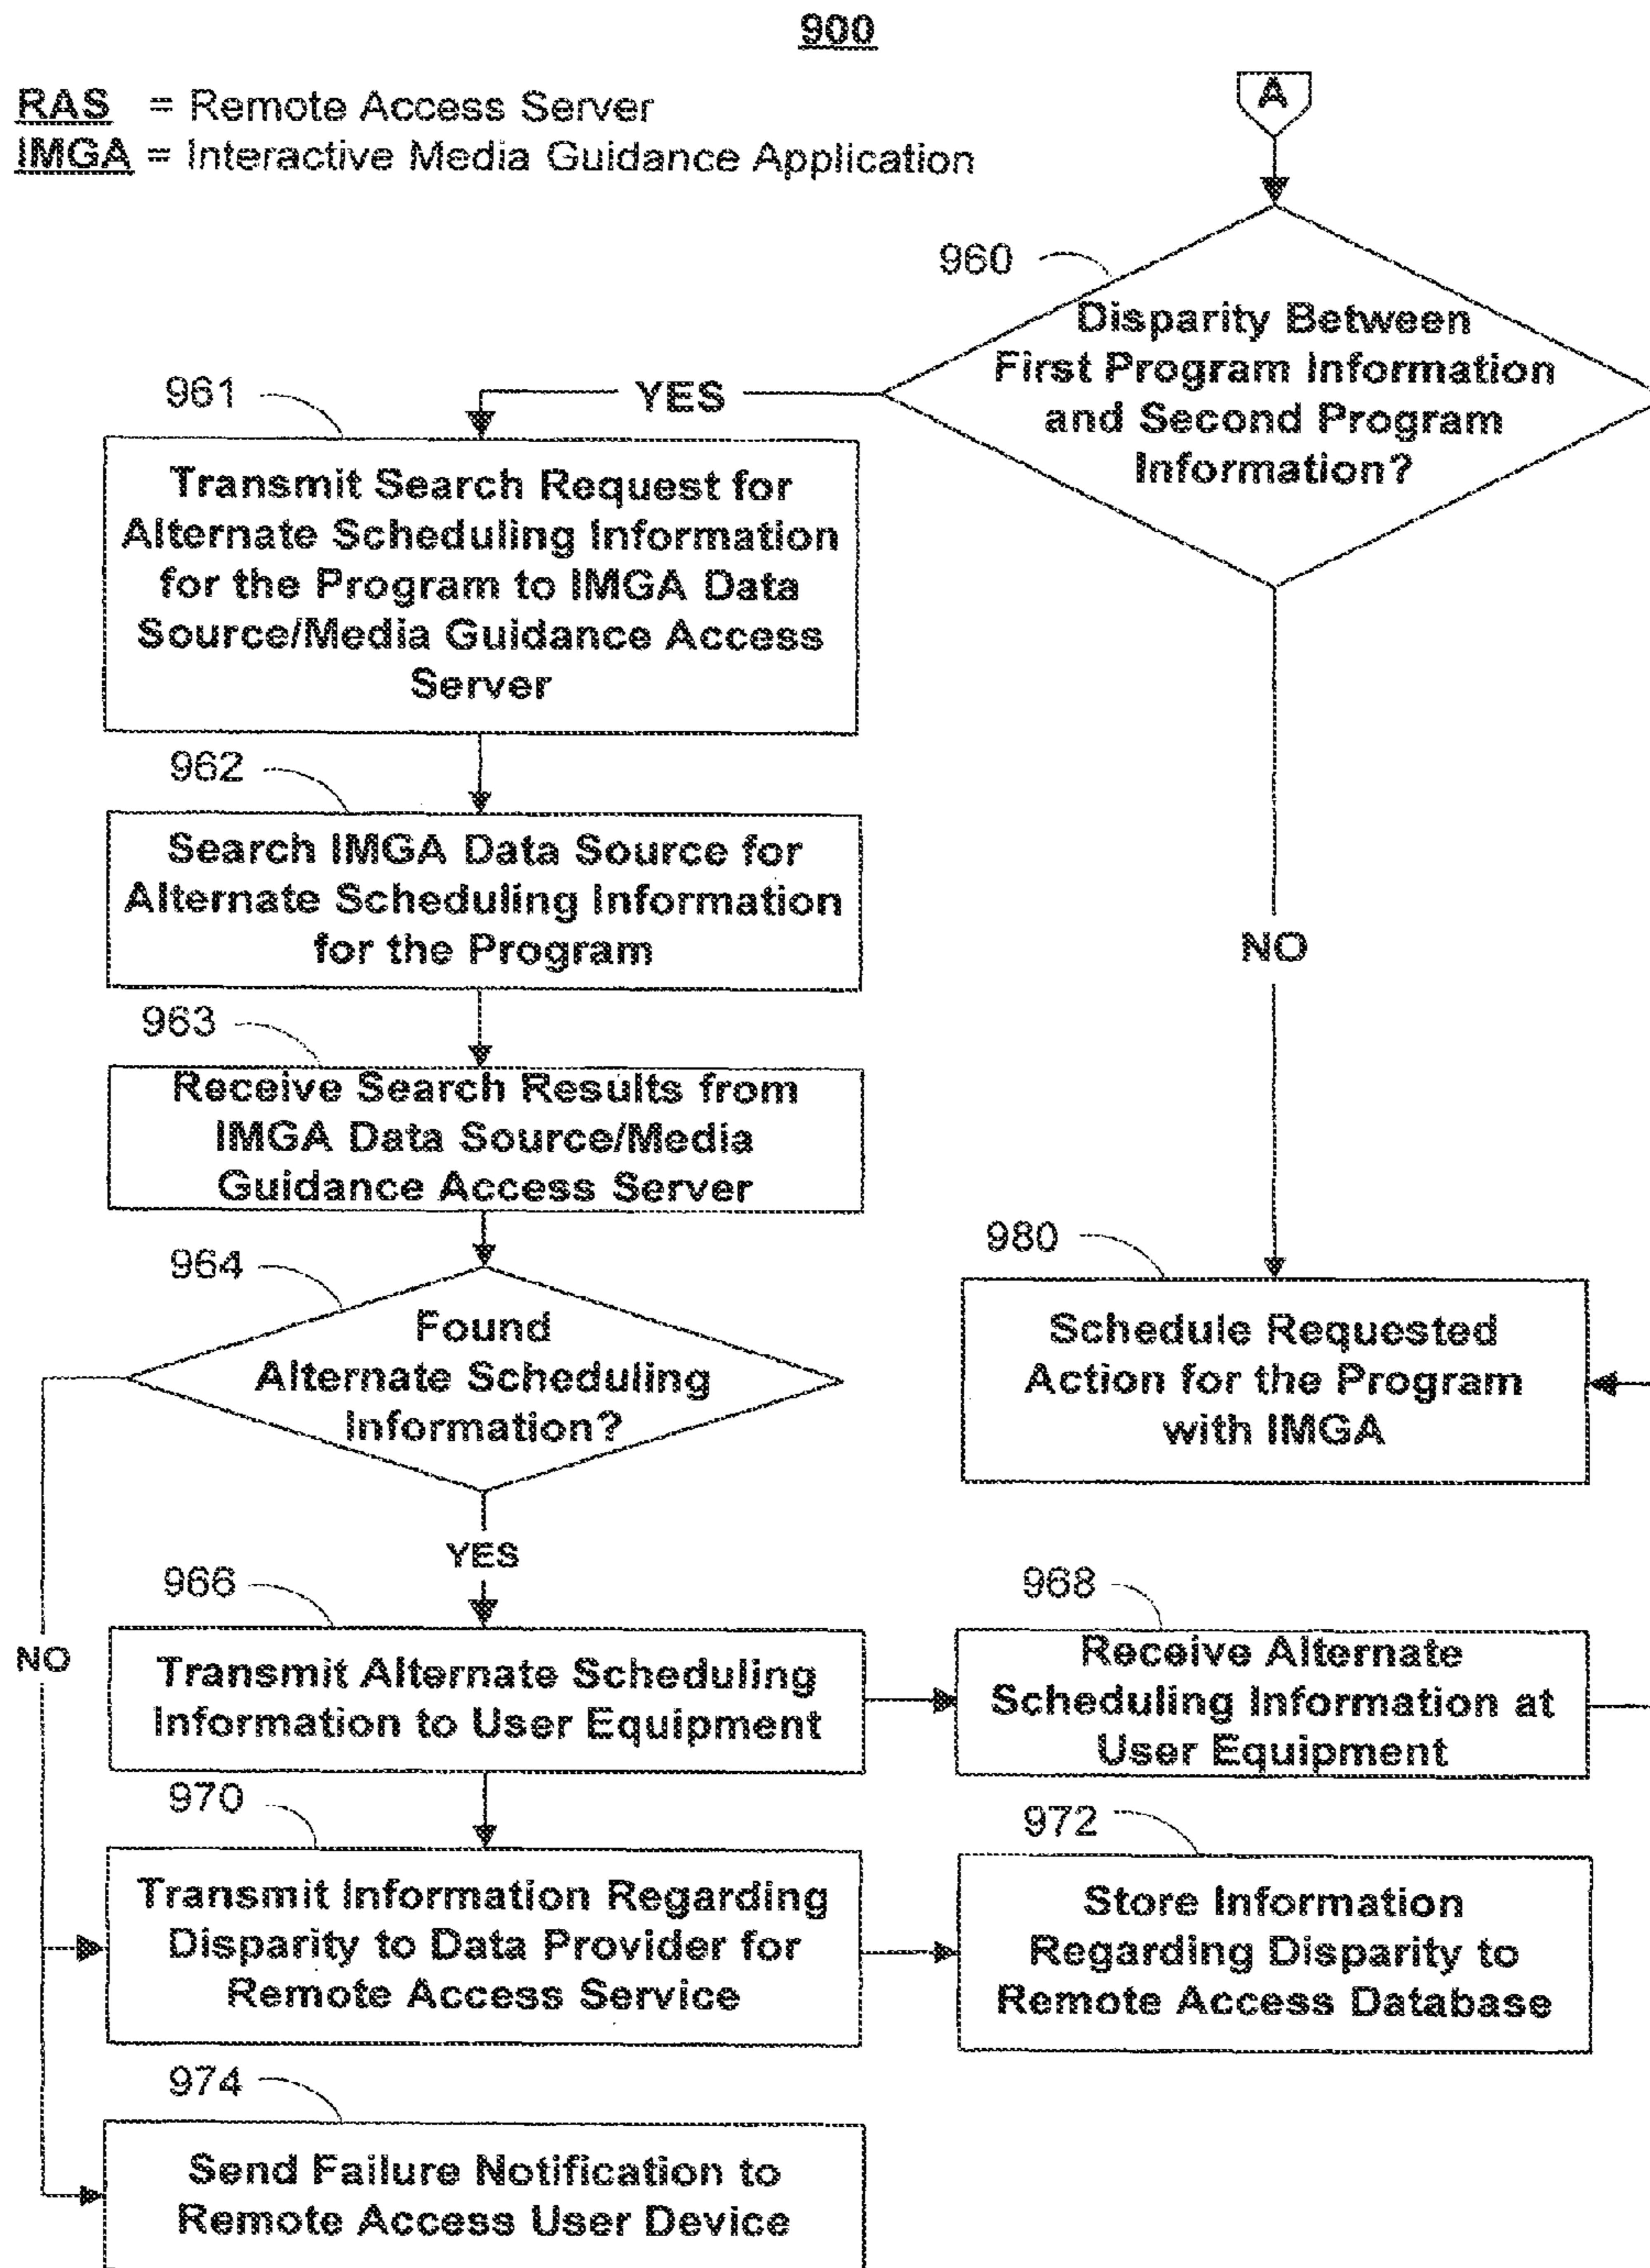 900
RAS = Remote Access Server
IMGA = Interactive Media Guidance Application
A
960
Disparity Between
First Program Information
and Second Program
Information?
YES
961
Transmit Search Request for
Alternate Scheduling Information
for the Program to IMGA Data
Source/Media Guidance Access
Server
962
Search IMGA Data Source for
Alternate Scheduling Information
for the Program
NO
963
Receive Search Results from
IMGA Data Source/Media
Guidance Access Server
964
Found
Alternate Scheduling
Information?
980
Schedule Requested
Action for the Program
with IMGA
YES
NO
966
Transmit Alternate Scheduling
Information to User Equipment
968
Receive Alternate
Scheduling Information at
User Equipment
970
Transmit Information Regarding
Disparity to Data Provider for
Remote Access Service
972
Store Information
Regarding Disparity to
Remote Access Database
974
Send Failure Notification to
Remote Access User Device